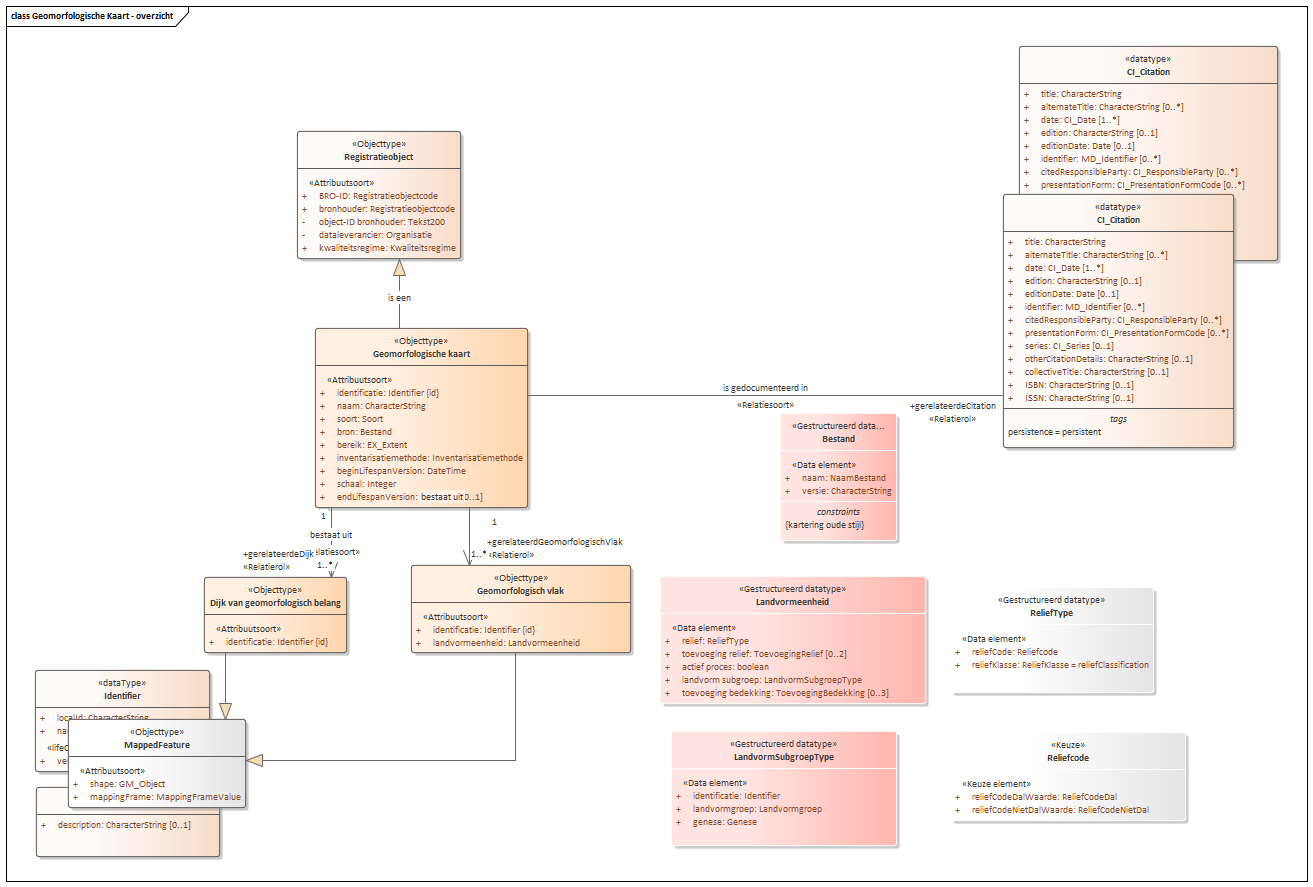 class Geomorfologische Kaart - overzicht
«datatype»
CI_Citation
+ title: CharacterString
+ alternateTitle: CharacterString [0..*]
+ date: CI_Date [1..*]
+ edition: CharacterString [0..1]
+ editionDate: Date [0..1]
+ identifier: MD_Identifier [0..*]
+ citedResponsibleParty: CI_ResponsibleParty [0..*]
+ presentationForm: CI_PresentationFormCode [0..*]
«datatype»
CI_Citation
+ title: CharacterString
+ alternateTitle: CharacterString [0..*]
+ date: CI_Date [1..*]
+ edition: CharacterString [0..1]
+ editionDate: Date [0..1]
+ identifier: MD_Identifier [0..*]
+ citedResponsibleParty: CI_ResponsibleParty [0..*]
+ presentationForm: CI_PresentationFormCode [0..*]
+ series: CI_Series [0..1]
+ otherCitationDetails: CharacterString [0..1]
+ collectiveTitle: CharacterString [0..1]
+ ISBN: CharacterString [0..1]
+ ISSN: CharacterString [0..1]
tags
persistence = persistent
«Objecttype»
Registratieobject
«Attribuutsoort»
+ BRO-ID: Registratieobjectcode
+ bronhouder: Registratieobjectcode
- object-ID bronhouder: Tekst200
- dataleverancier: Organisatie
+ kwaliteitsregime: Kwaliteitsregime
is een
«Objecttype»
Geomorfologische kaart
«Attribuutsoort»
+ identificatie: Identifier {id}
+ naam: CharacterString
+ soort: Soort
+ bron: Bestand
+ bereik: EX_Extent
+ inventarisatiemethode: Inventarisatiemethode
+ beginLifespanVersion: DateTime
+ schaal: Integer
+ endLifespanVersion: bestaat uit 0..1]
is gedocumenteerd in
«Relatiesoort»
+gerelateerdeCitation
«Relatierol»
«Gestructureerd data...
Bestand
«Data element»
+ naam: NaamBestand
+ versie: CharacterString
constraints
{kartering oude stijl}
1
bestaat uit
+gerelateerdeDijk
elatiesoort»
«Relatierol»
1..*
1
+gerelateerdGeomorfologischVlak
1..*
«Relatierol»
«Objecttype»
Dijk van geomorfologisch belang
«Attribuutsoort»
+ identificatie: Identifier {id}
«Objecttype»
Geomorfologisch vlak
«Attribuutsoort»
+ identificatie: Identifier {id}
+ landvormeenheid: Landvormeenheid
«Gestructureerd datatype»
Landvormeenheid
«Data element»
+ relief: ReliefType
+ toevoeging relief: ToevoegingRelief [0..2]
+ actief proces: boolean
+ landvorm subgroep: LandvormSubgroepType
+ toevoeging bedekking: ToevoegingBedekking [0..3]
«Gestructureerd datatype»
ReliefType
«Data element»
+ reliefCode: Reliefcode
+ reliefKlasse: ReliefKlasse = reliefClassification
«dataType»
Identifier
+ localId: CharacterString
+ na
«lifeC
+ ve
«Objecttype»
MappedFeature
«Attribuutsoort»
+ shape: GM_Object
+ mappingFrame: MappingFrameValue
+ description: CharacterString [0..1]
«Gestructureerd datatype»
LandvormSubgroepType
«Data element»
+ identificatie: Identifier
+ landvormgroep: Landvormgroep
+ genese: Genese
«Keuze»
Reliefcode
«Keuze element»
+ reliefCodeDalWaarde: ReliefCodeDal
+ reliefCodeNietDalWaarde: ReliefCodeNietDal